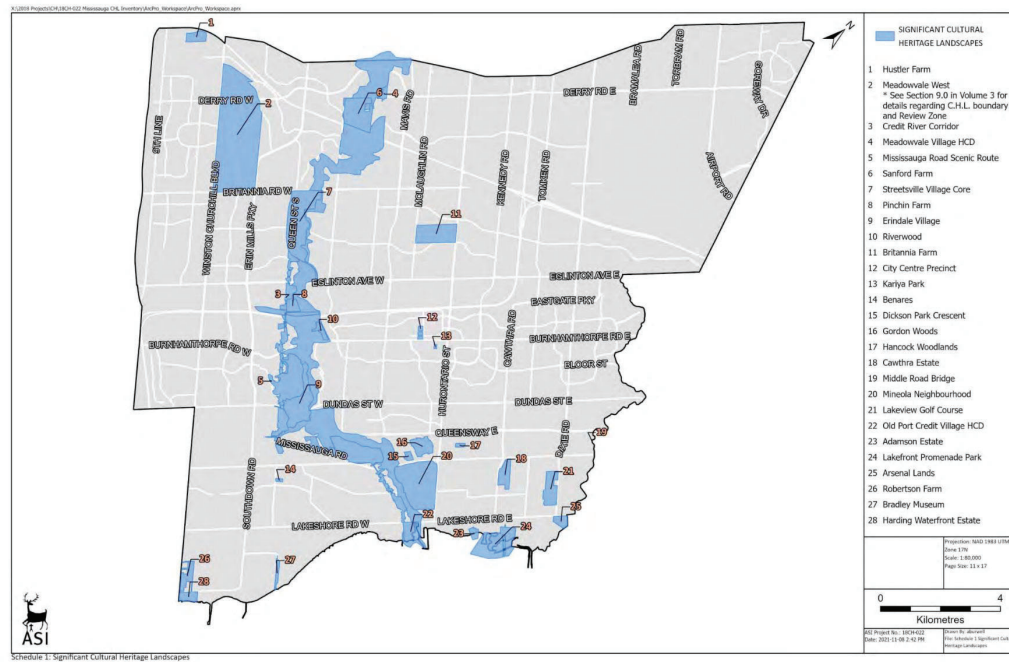 X:\2018 Projects\CH\18CH-022 Mississauga CHL Inventory\ArcPro_Workspace\ArcPro_Workspace.aprx
1
2
6
4
7
11
3
8
10
12
13
5
9
16
15
17
20
14
18
21
19
22
23
24
25
26
28
27
DERRY RD W
DERRY RD E
9TH LINE
WINSTON CHURCHILL BLVD
BRITANNIA RD W
ERIN MILLS PKY
QUEEN ST S
MAVIS RD
MCLAUGHLIN RD
KENNEDY RD
TOMKEN RD
BRAMALEA RD
TORBRAM RD
GOREWAY DR
AIRPORT RD
EGLINTON AVE W
EGLINTON AVE E
EASTGATE PKY
BURNHAMTHORPE RD W
BURNHAMTHORPE RD E
CAWTHRA RD
HURONTARIO ST
BLOOR ST
DUNDAS ST W
DUNDAS ST E
QUEENSWAY E
DIXIE RD
MISSISSAUGA RD
SOUTHDOWN RD
LAKESHORE RD W
LAKESHORE RD E
ASI
SIGNIFICANT CULTURAL
HERITAGE LANDSCAPES
1 Hustler Farm
2 Meadowvale West
* See Section 9.0 in Volume 3 for
details regarding C.H.L. boundary
and Review Zone
3 Credit River Corridor
4 Meadowvale Village HCD
5 Mississauga Road Scenic Route
6 Sanford Farm
7 Streetsville Village Core
8 Pinchin Farm
9 Erindale Village
10 Riverwood
11 Britannia Farm
12 City Centre Precinct
13 Kariya Park
14 Benares
15 Dickson Park Crescent
16 Gordon Woods
17 Hancock Woodlands
18 Cawthra Estate
19 Middle Road Bridge
20 Mineola Neighbourhood
21 Lakeview Golf Course
22 Old Port Credit Village HCD
23 Adamson Estate
24 Lakefront Promenade Park
25 Arsenal Lands
26 Robertson Farm
27 Bradley Museum
28 Harding Waterfront Estate
Projection: NAD 1983 UTM
Zone 17N
Scale: 1:80,000
Page Size: 11 x 17
0 4
Kilometres
ASI Project No.: 18CH-022
Date: 2021-11-08 2:42 PM
Drawn By:
File: Schedule 1 Significant Cult
Heritage Landscapes
Schedule 1: Significant Cultural Heritage Landscapes